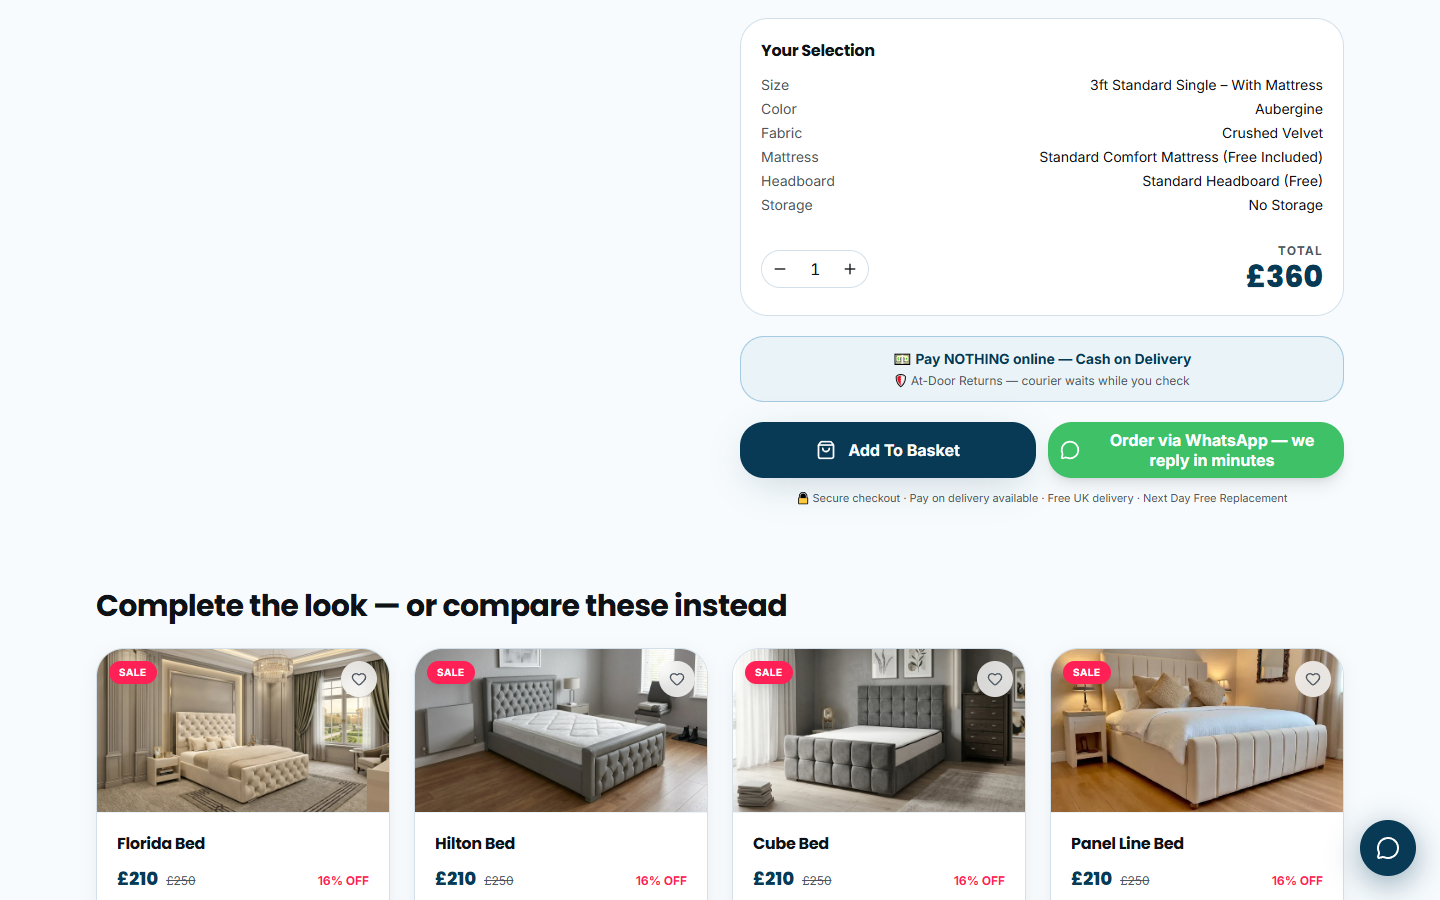 Your Selection
Size 3ft Standard Single – With Mattress
Color Aubergine
Fabric Crushed Velvet
Mattress Standard Comfort Mattress (Free Included)
Headboard Standard Headboard (Free)
Storage No Storage
TOTAL
1 £360
Pay NOTHING online — Cash on Delivery
At-Door Returns — courier waits while you check
Add To Basket
Order via WhatsApp — we
reply in minutes
Secure checkout · Pay on delivery available · Free UK delivery · Next Day Free Replacement
Complete the look — or compare these instead
SALE SALE SALE SALE
Florida Bed Hilton Bed Cube Bed Panel Line Bed
£210 £250 16% OFF £210 £250 16% OFF £210 £250 16% OFF £210 £250 16% OFF